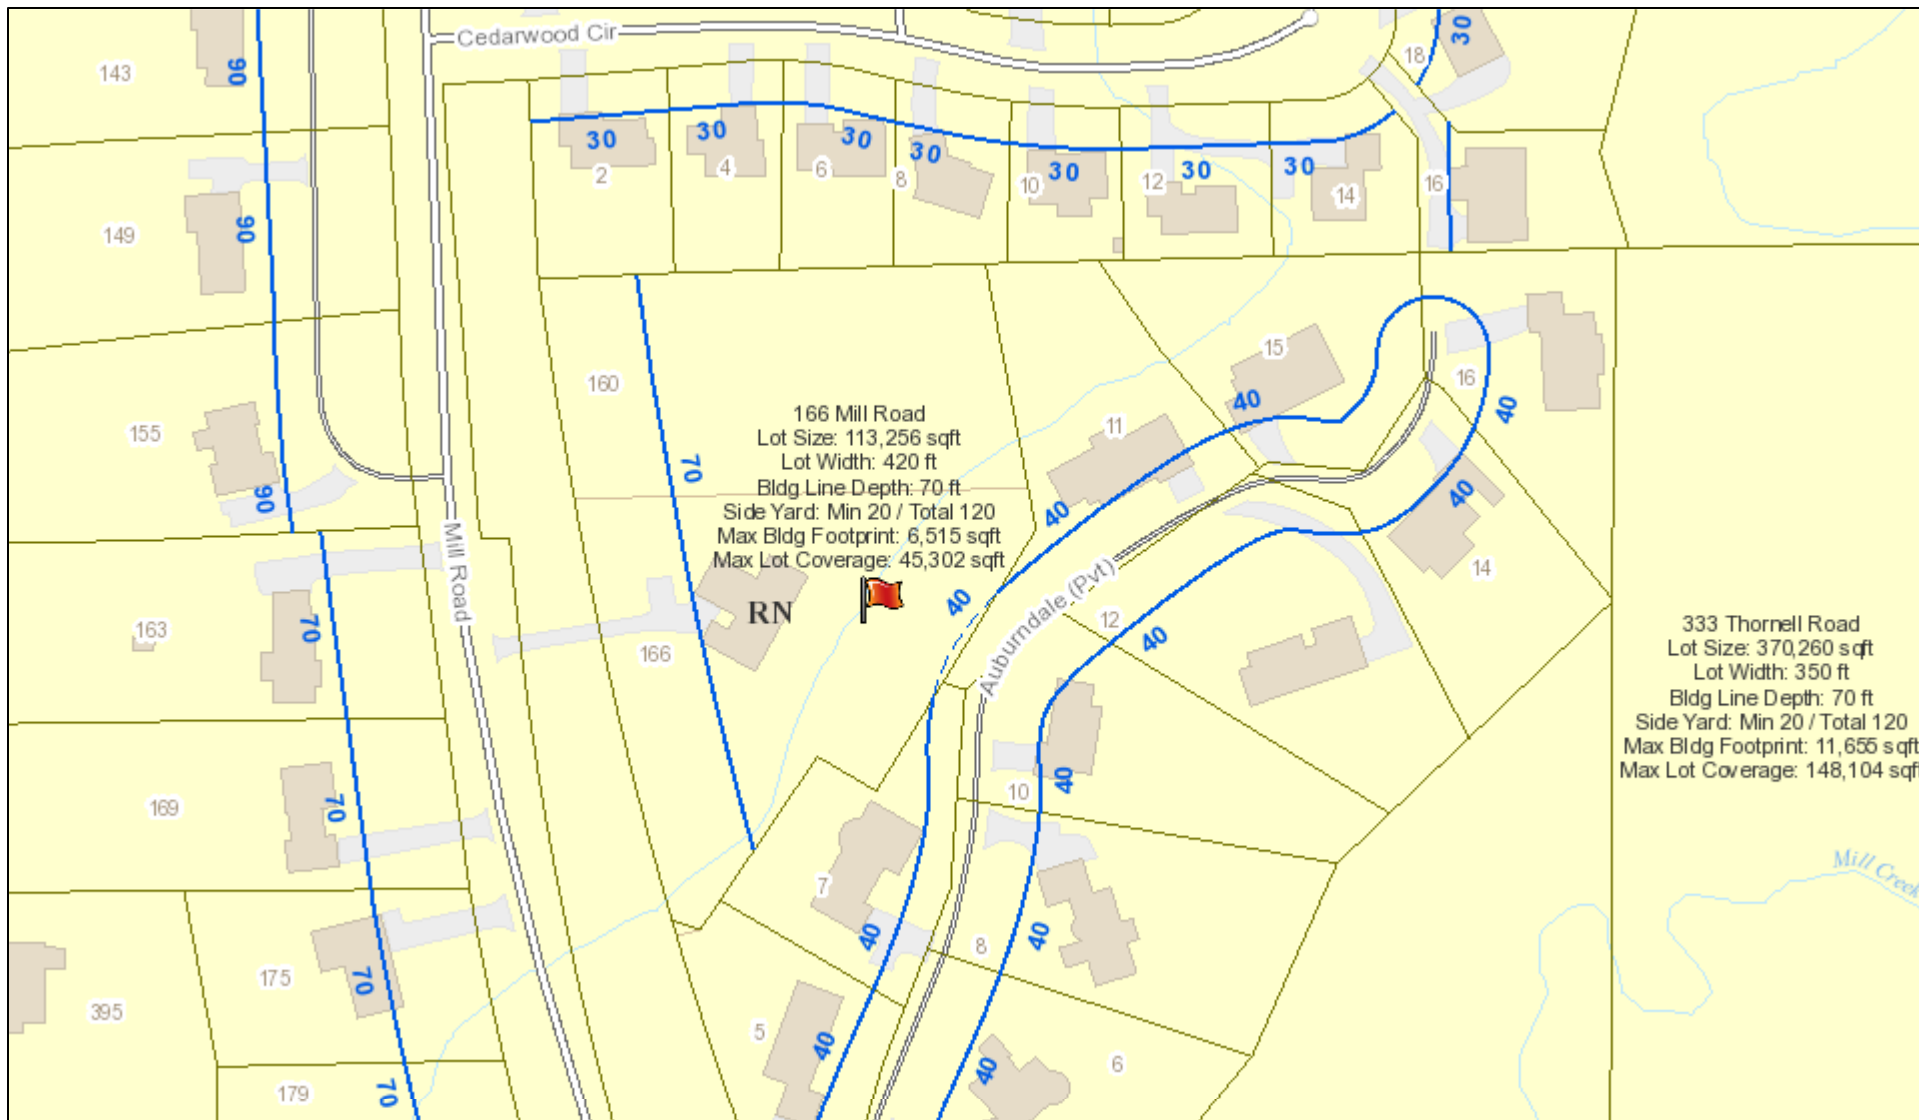 Cedarwood Cir
143
90
18
30
30
30
30
30
30
30
30
2
4
6
8
10
12
14
16
149
90
160
15
16
40
40
155
90
70
166 Mill Road
Lot Size: 113,256 sqft
Lot Width: 420 ft
Bldg Line Depth: 70 ft
Side Yard: Min 20 / Total 120
Max Bldg Footprint: 6,515 sqft
Max Lot Coverage: 45,302 sqft
11
40
40
Mill Road
14
RN
40
Auburndale (Pvt)
12
40
163
70
166
333 Thornell Road
Lot Size: 370,260 sqft
Lot Width: 350 ft
Bldg Line Depth: 70 ft
Side Yard: Min 20 / Total 120
Max Bldg Footprint: 11,655 sqft
Max Lot Coverage: 148,104 sqft
169
70
10
40
Mill Creek
7
40
8
40
175
70
395
5
40
6
40
179
70